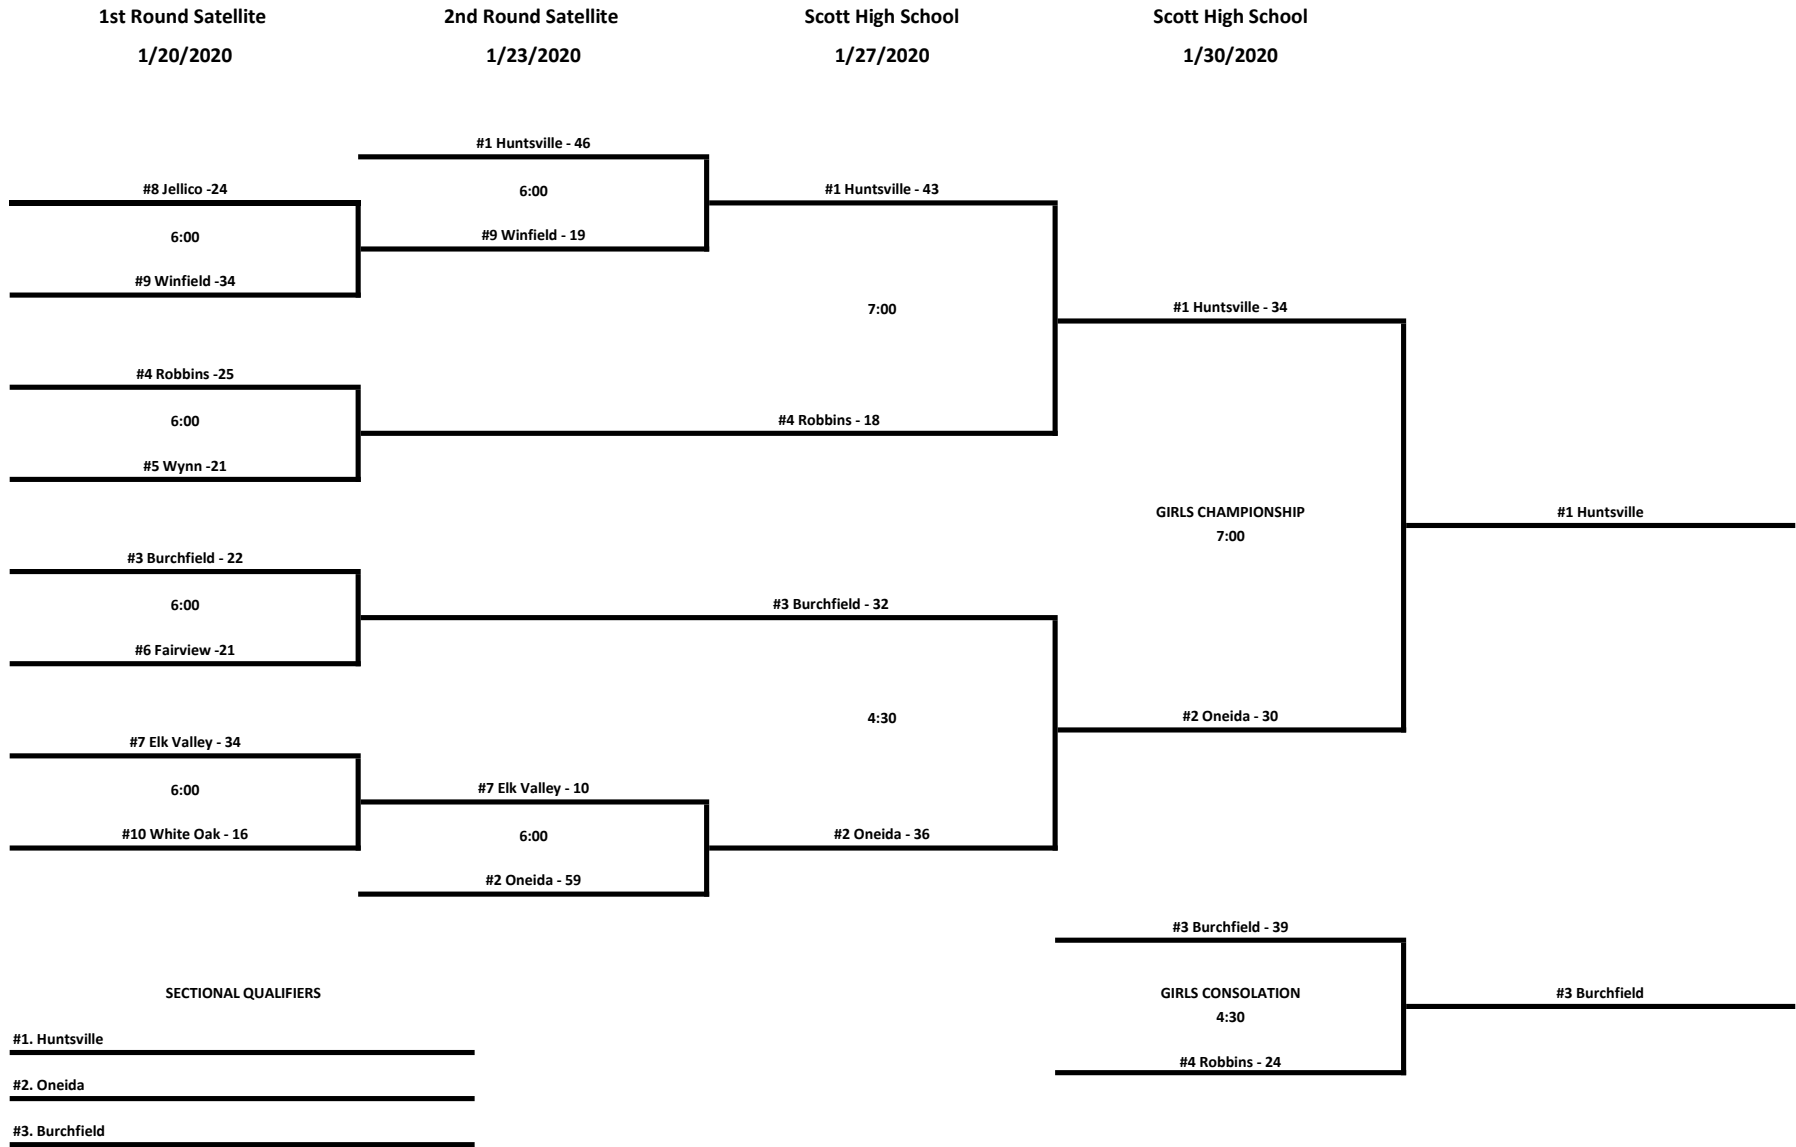 1st Round Satellite
2nd Round Satellite
Scott High School
Scott High School
1/20/2020
1/23/2020
1/27/2020
1/30/2020
#1 Huntsville - 46
#8 Jellico -24
6:00
#1 Huntsville - 43
6:00
#9 Winfield - 19
#9 Winfield -34
7:00
#1 Huntsville - 34
#4 Robbins -25
6:00
#4 Robbins - 18
#5 Wynn -21
GIRLS CHAMPIONSHIP
7:00
#1 Huntsville
#3 Burchfield - 22
6:00
#3 Burchfield - 32
#6 Fairview -21
4:30
#2 Oneida - 30
#7 Elk Valley - 34
6:00
#7 Elk Valley - 10
#10 White Oak - 16
6:00
#2 Oneida - 36
#2 Oneida - 59
#3 Burchfield - 39
SECTIONAL QUALIFIERS
GIRLS CONSOLATION
4:30
#3 Burchfield
#1. Huntsville
#4 Robbins - 24
#2. Oneida
#3. Burchfield